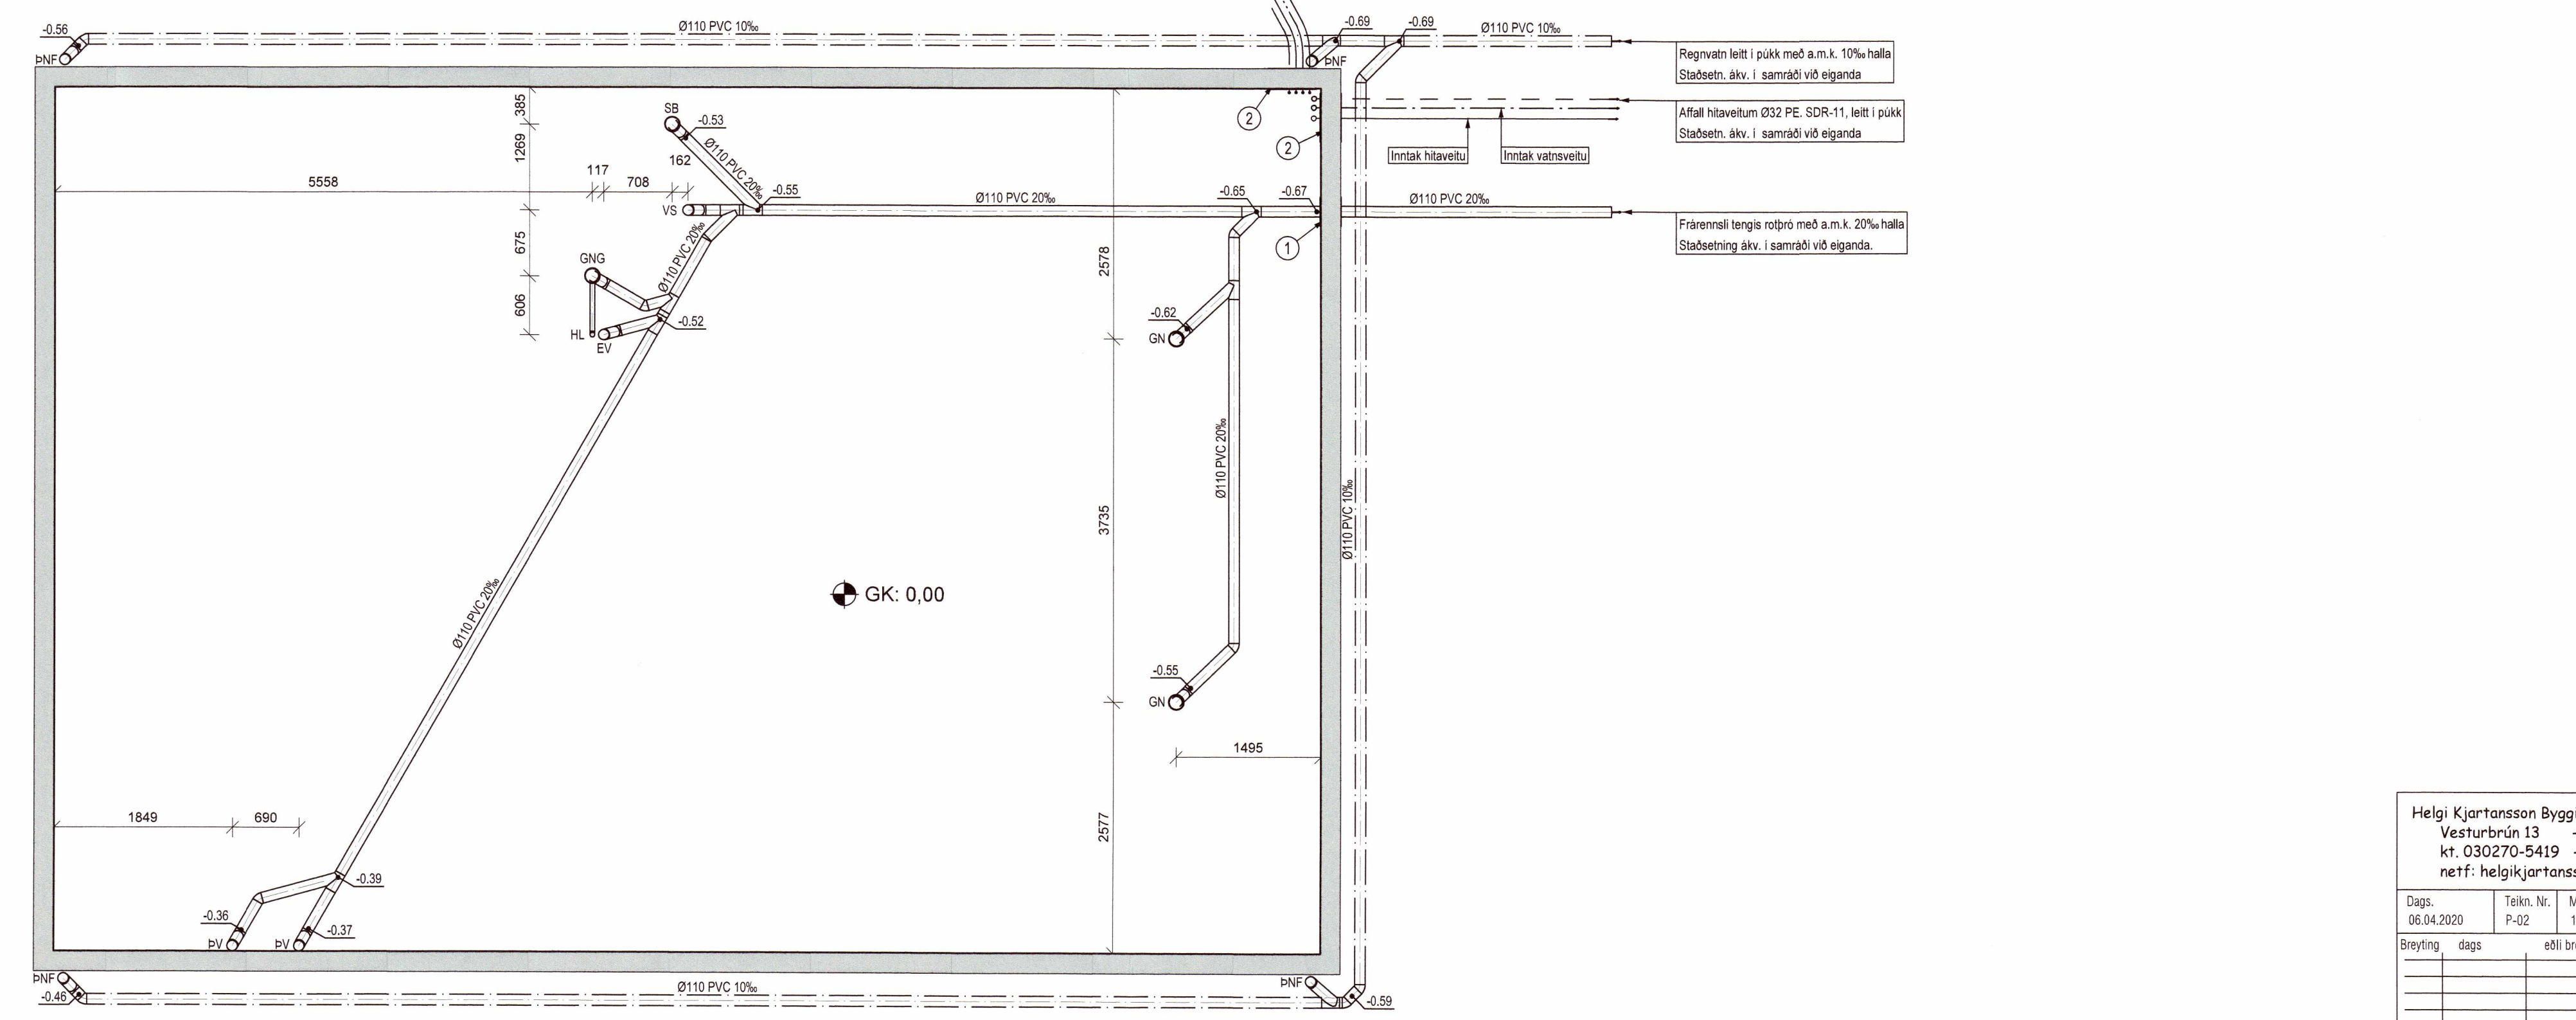 -0.56
Ø110 PVC 10‰
-0.69
-0.69
Ø110 PVC 10‰
ÞNF
ÞNF
Regnvatn leitt í púkk með a.m.k. 10‰ halla
Staðsetn. ákv. í samráði við eiganda
385
SB
-0.53
2
Affall hitaveitum Ø32 PE. SDR-11, leitt í púkk
Staðsetn. ákv. í samráði við eiganda
1269
Ø110 PVC 20‰
162
2
Inntak hitaveitu
Inntak vatnsveitu
117
5558
708
-0.55
Ø110 PVC 20‰
-0.65
-0.67
Ø110 PVC 20‰
VS
Frárennsli tengis rotþró með a.m.k. 20‰ halla
Staðsetning ákv. í samráði við eiganda.
675
Ø110 PVC 20‰
1
GNG
2578
606
-0.52
-0.62
HL
EV
GN
Ø110 PVC 20‰
3735
Ø110 PVC 10‰
Ø110 PVC 20‰
GK: 0,00
-0.55
GN
1495
1849
690
2577
-0.39
-0.36
-0.37
ÞV
ÞV
ÞNF
-0.46
Ø110 PVC 10‰
ÞNF
-0.59
Helgi Kjartansson Byggi
Vesturbrún 13 -
kt. 030270-5419 -
netf: helgikjartanss
Dags.
Teikn. Nr.
M
06.04.2020
P-02
1
Breyting
dags
eðli br